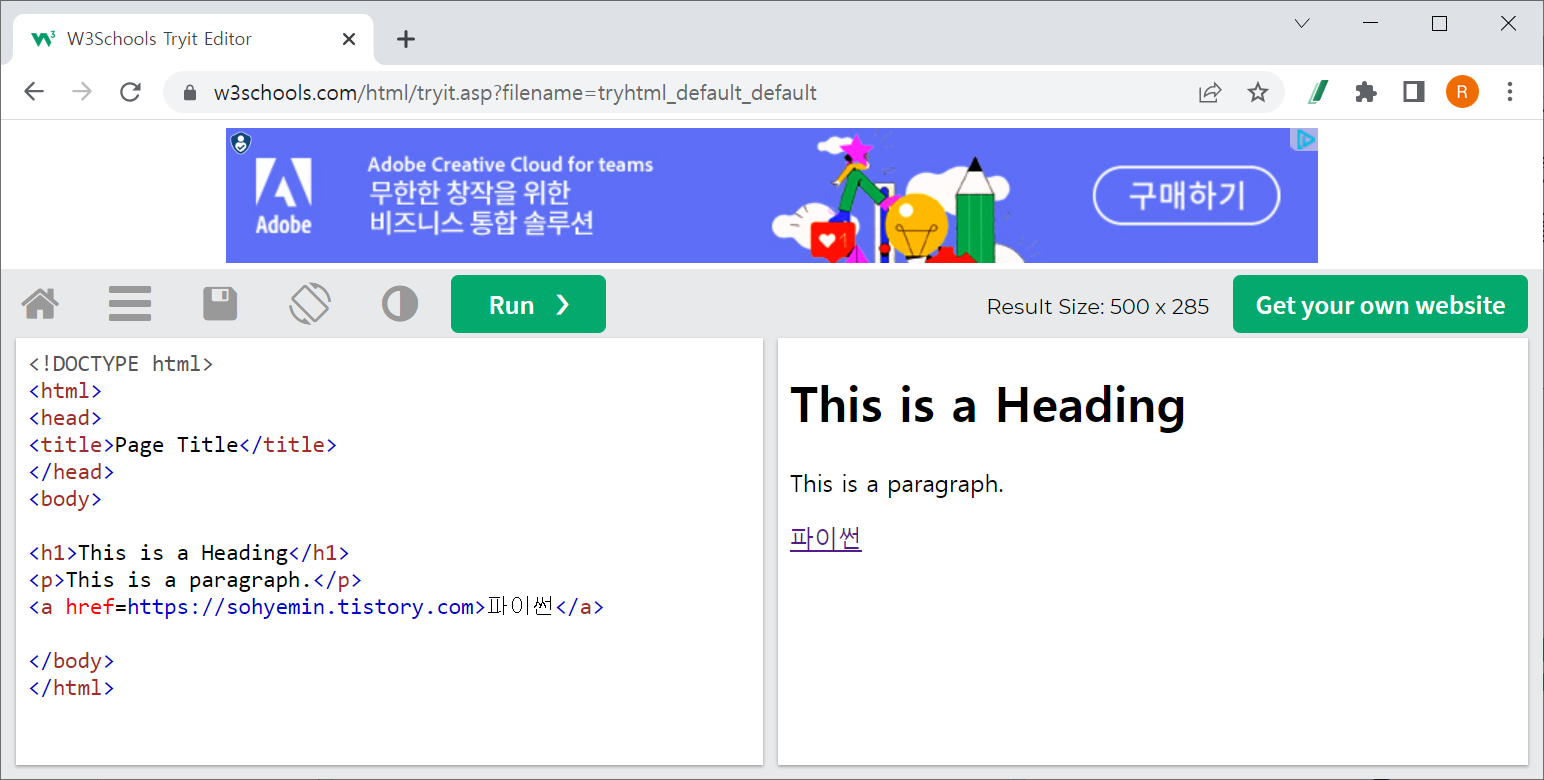 W3Schools Tryit Editor
w3schools.com/html/tryit.asp?filename=tryhtml_default_default
R
Adobe
Adobe Creative Cloud for teams
무한한 창작을 위한
비즈니스 통합 솔루션
1
구매하기
Run ❯
Result Size: 500 x 285
Get your own website
<!DOCTYPE html>
<html>
<head>
<title>Page Title</title>
</head>
<body>
<h1>This is a Heading</h1>
<p>This is a paragraph.</p>
<a href=https://sohyemin.tistory.com>파이썬</a>
</body>
</html>
This is a Heading
This is a paragraph.
파이썬